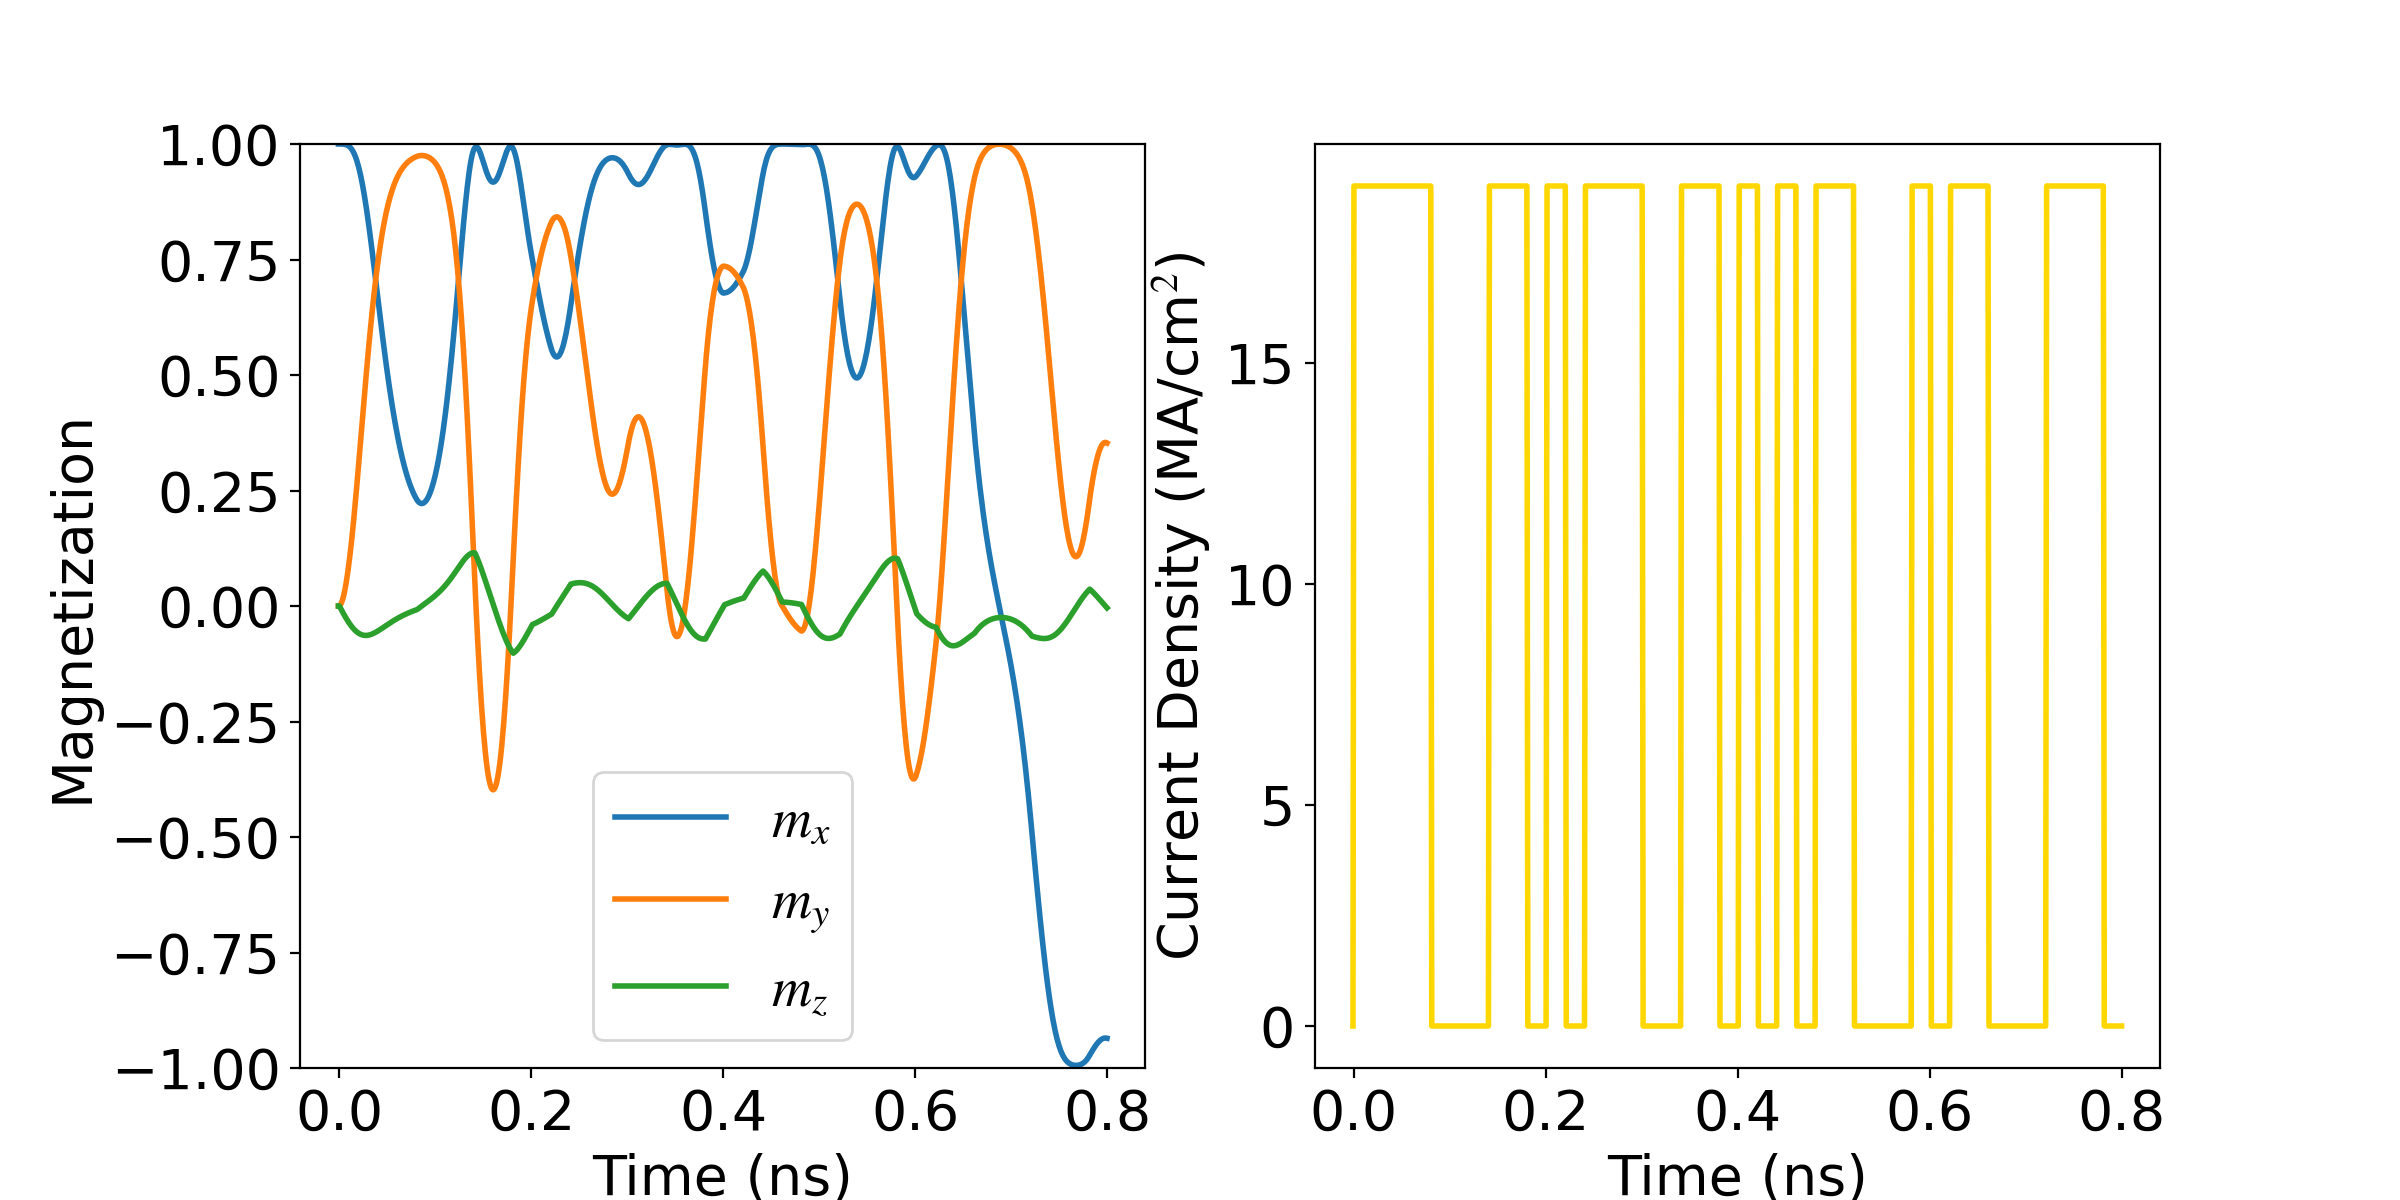 1.00
0.75
0.50
0.25
0.00
−0.25
−0.50
−0.75
−1.00
Magnetization
0.0 0.2 0.4 0.6 0.8
Time (ns)
m_x
m_y
m_z
Current Density (MA/cm²)
15
10
5
0
0.0 0.2 0.4 0.6 0.8
Time (ns)